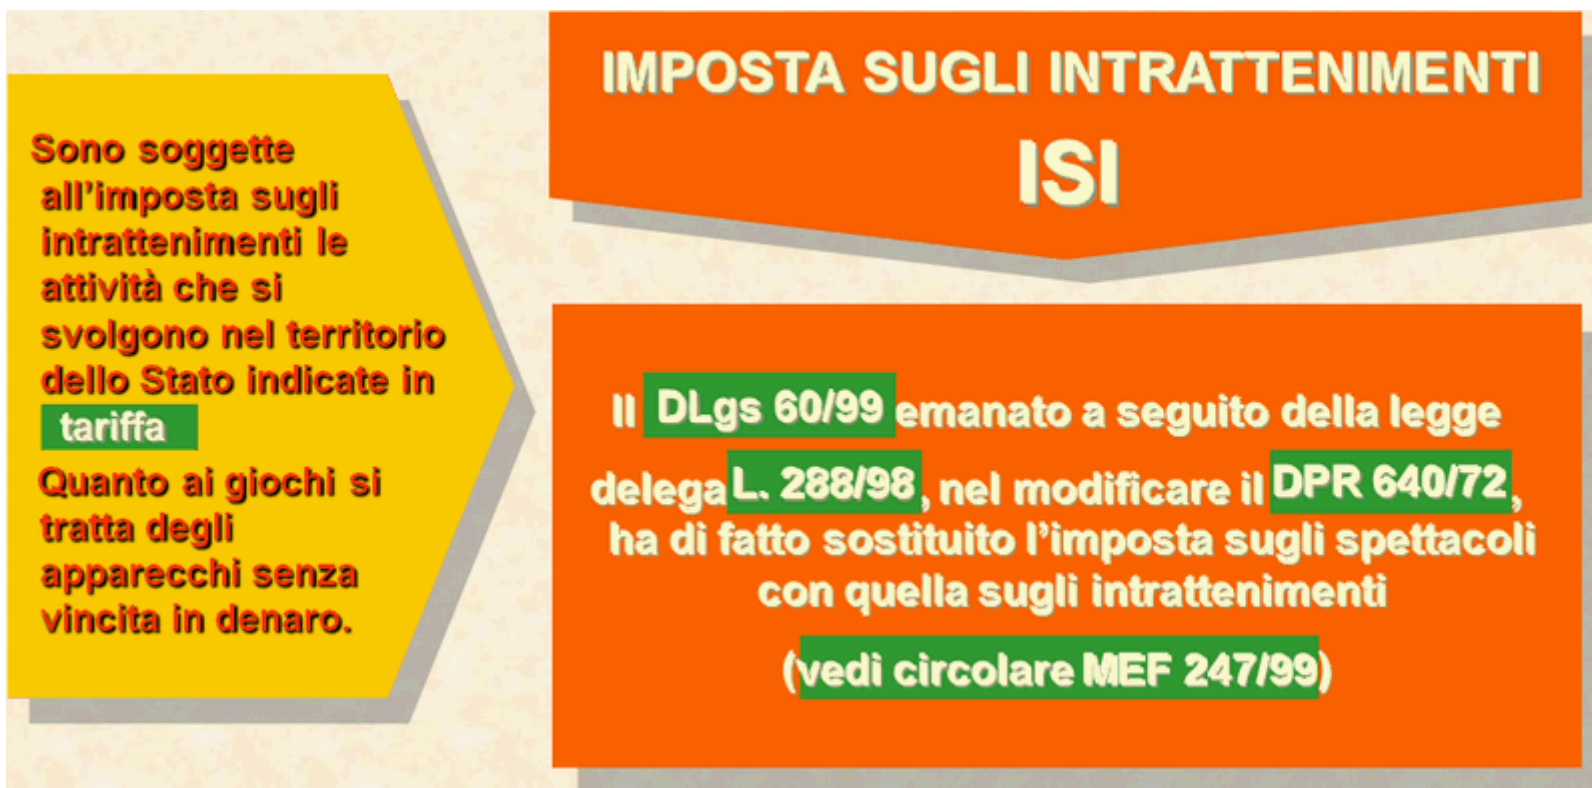 Sono soggette
all'imposta sugli
intrattenimenti le
attività che si
svolgono nel territorio
dello Stato indicate in
tariffa
Quanto ai giochi si
tratta degli
apparecchi senza
vincita in denaro.
IMPOSTA SUGLI INTRATTENIMENTI
ISI
Il DLgs 60/99 emanato a seguito della legge
delega L. 288/98, nel modificare il DPR 640/72,
ha di fatto sostituito l'imposta sugli spettacoli
con quella sugli intrattenimenti
(vedi circolare MEF 247/99)